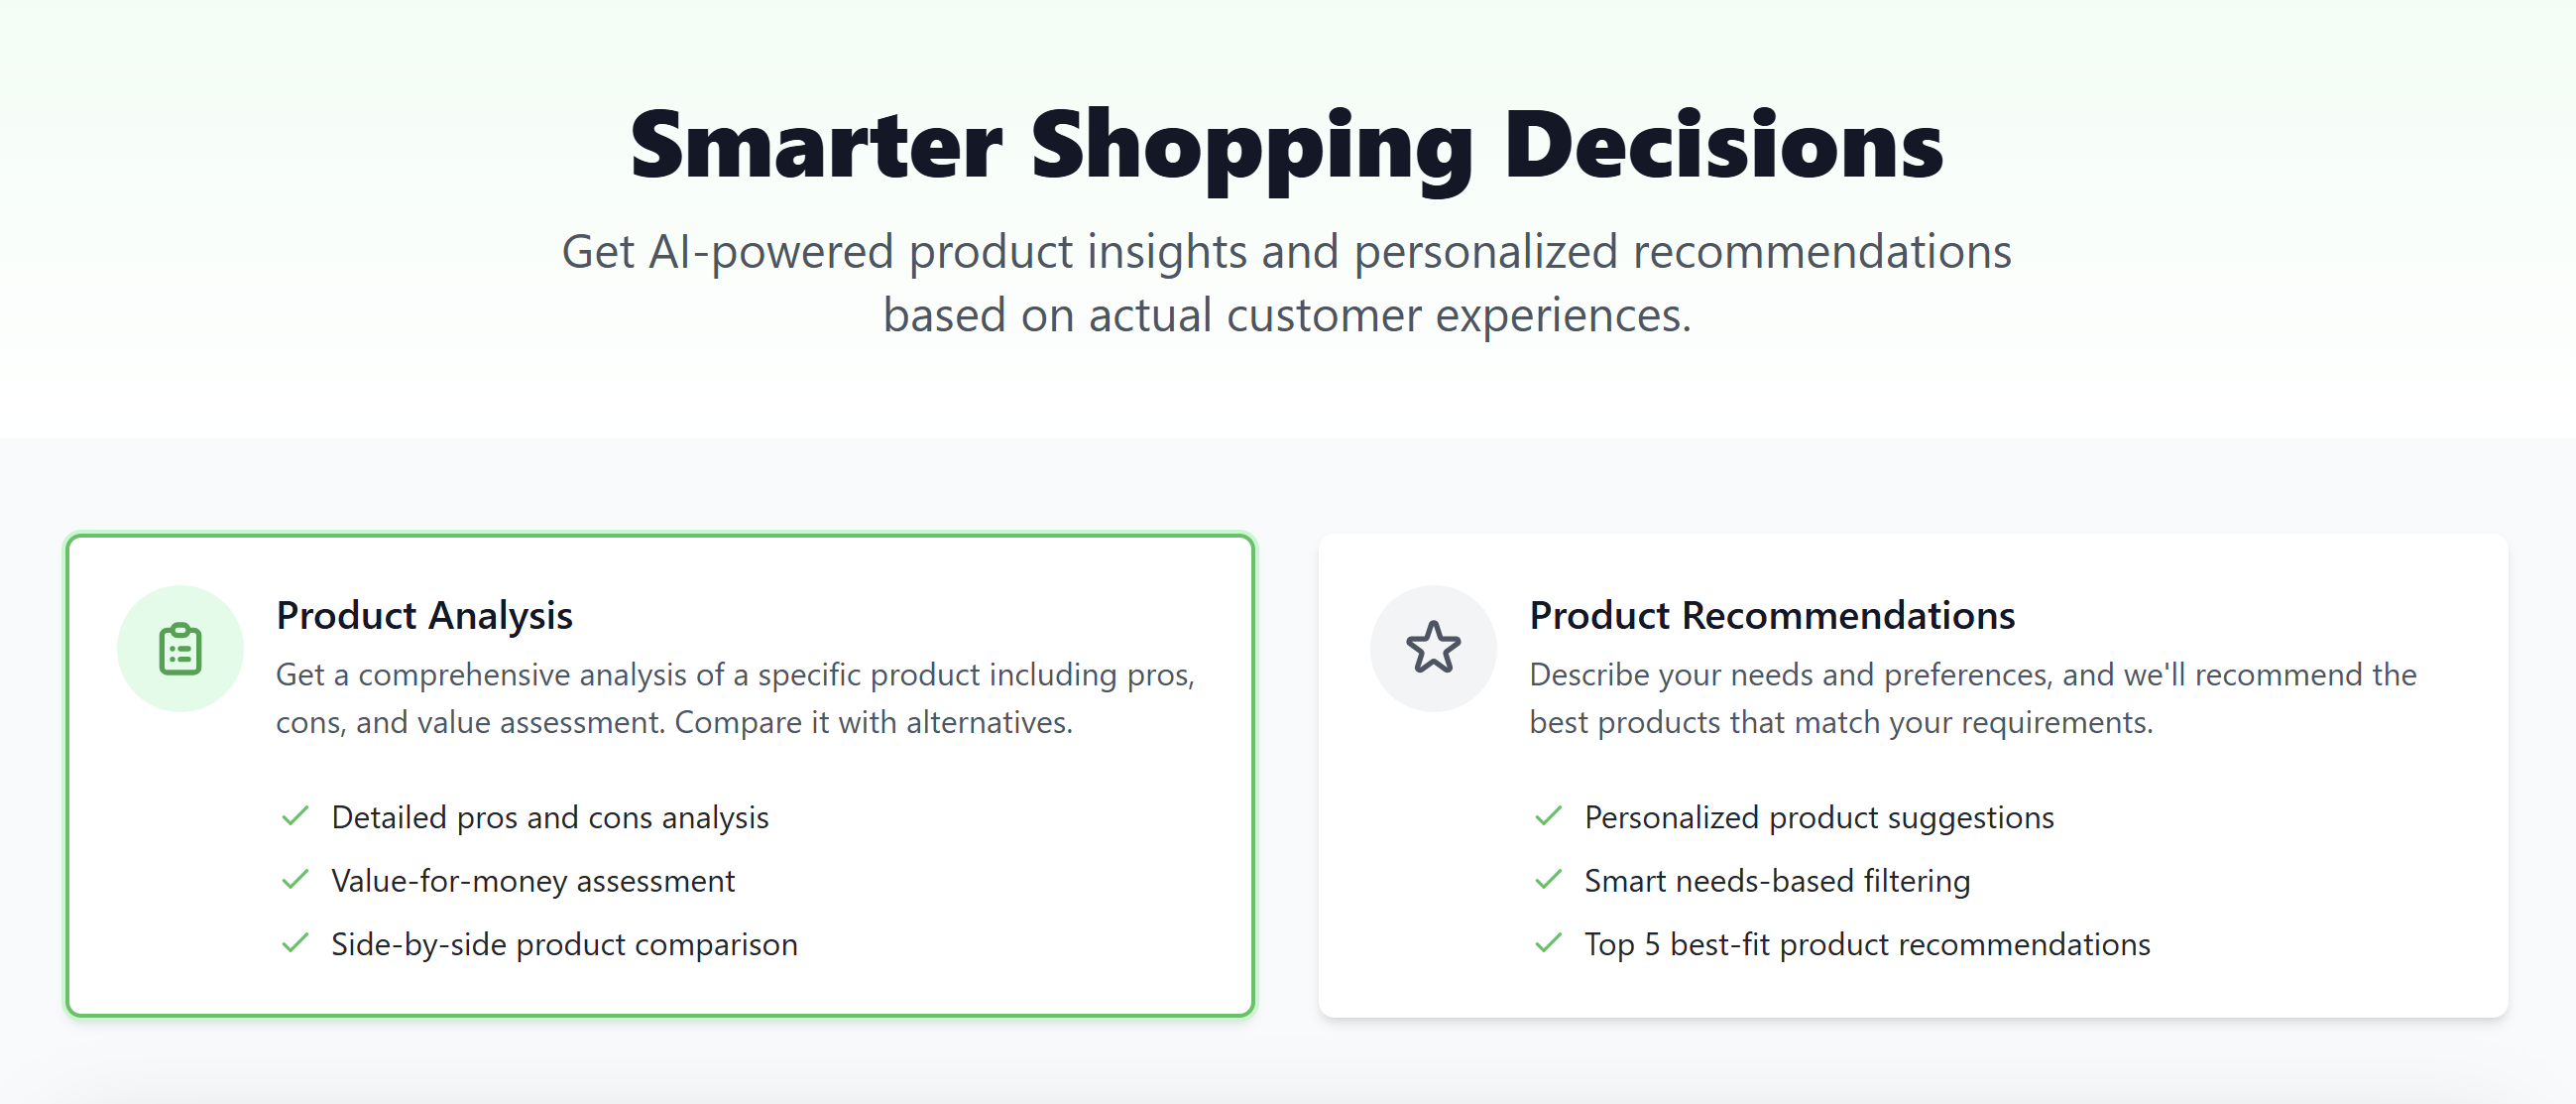 Smarter Shopping Decisions
Get AI-powered product insights and personalized recommendations
based on actual customer experiences.
Product Analysis
Get a comprehensive analysis of a specific product including pros,
cons, and value assessment. Compare it with alternatives.
Detailed pros and cons analysis
Value-for-money assessment
Side-by-side product comparison
Product Recommendations
Describe your needs and preferences, and we'll recommend the
best products that match your requirements.
Personalized product suggestions
Smart needs-based filtering
Top 5 best-fit product recommendations